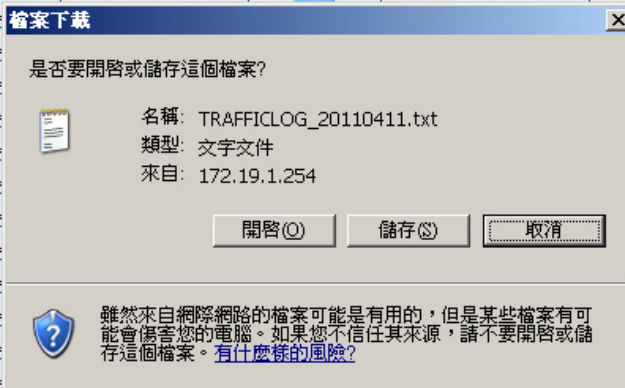 檔案下載
是否要開啓或儲存這個檔案?
名稱: TRAFFICLOG_20110411.txt
類型: 文字文件
來自: 172.19.1.254
開啓(O) 儲存(S) 取消
雖然來自網際網路的檔案可能是有用的，但是某些檔案有可
能會傷害您的電腦。如果您不信任其來源，請不要開啓或儲
存這個檔案。有什麼樣的風險?